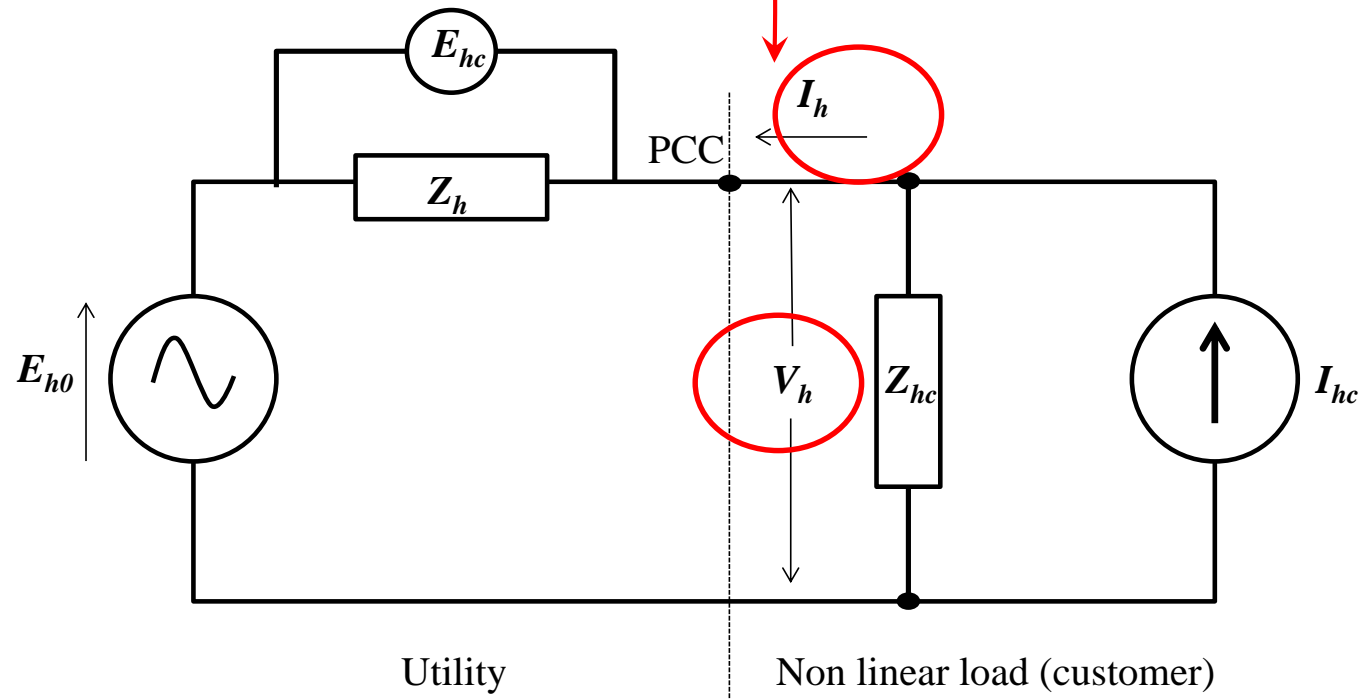 E_hc
I_h
PCC
Z_h
E_h0
V_h
Z_hc
I_hc
Utility
Non linear load (customer)